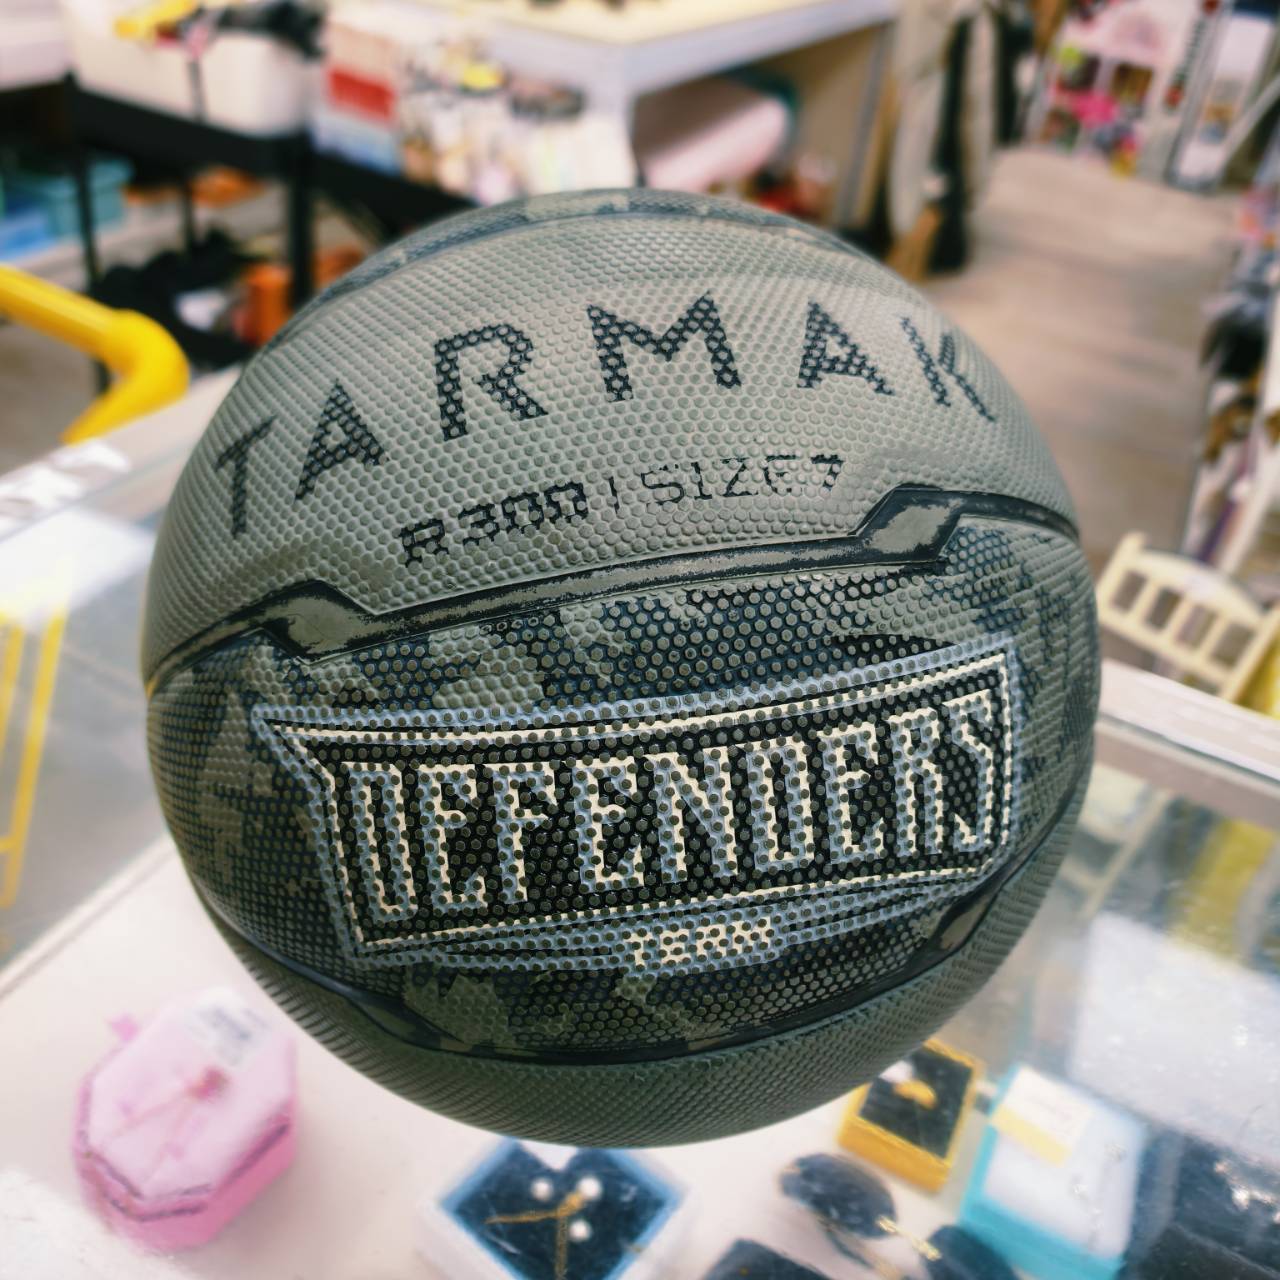 TARMAK
R300 | SIZE 7
DEFENDERS
TEAM